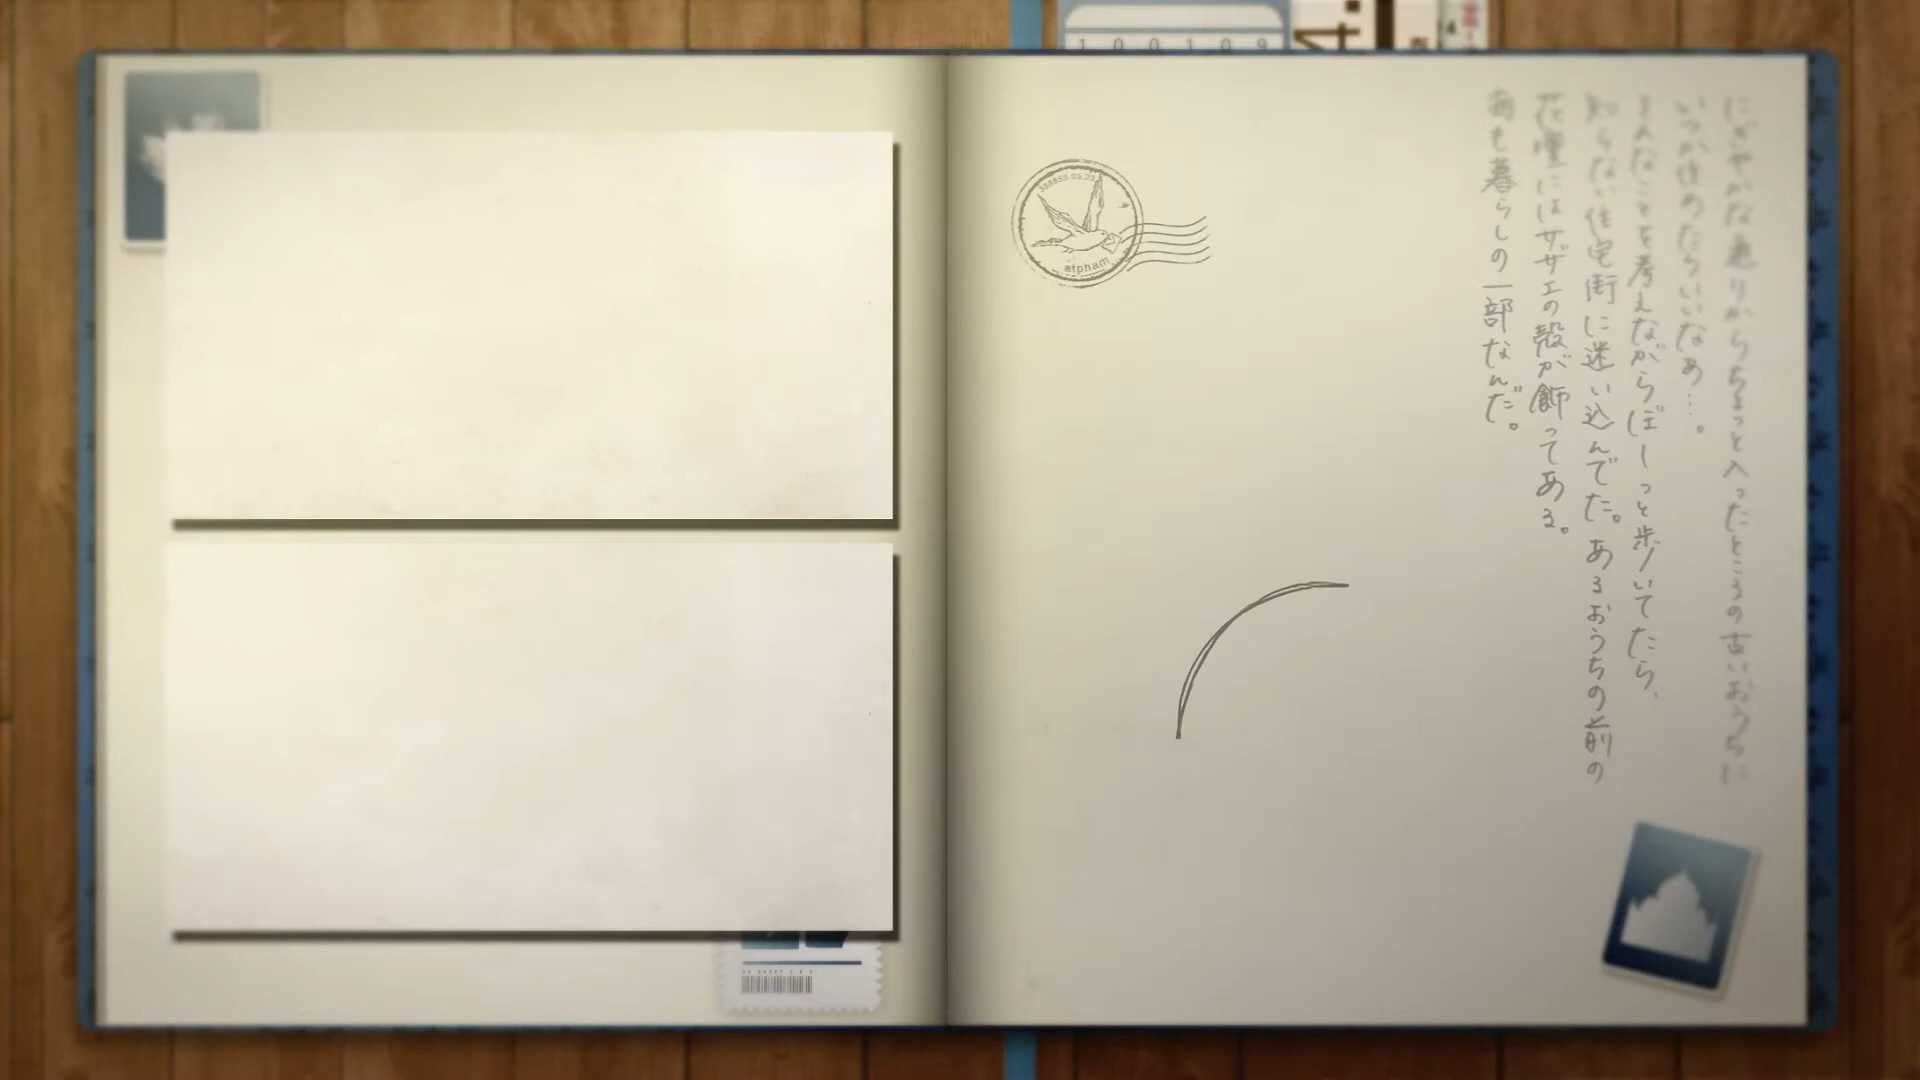 にぎやかな通りからちょっと入ったところの古いおうちに
いつか住めたらいいなぁ…。
そんなことを考えながらぼーっと歩いてたら、
知らない住宅街に迷い込んでた。あるおうちの前の
花壇にはサザエの殻が飾ってある。
海も暮らしの一部なんだ。
atpham
100109